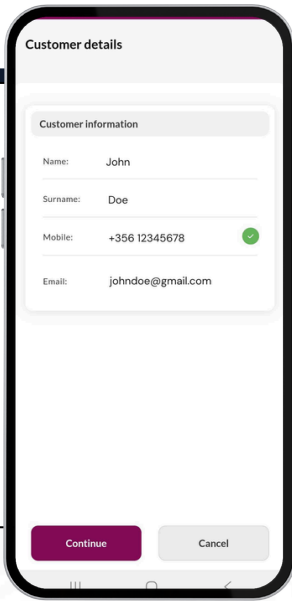 Customer details
Customer information
Name: John
Surname: Doe
Mobile: +356 12345678
Email: johndoe@gmail.com
Continue Cancel